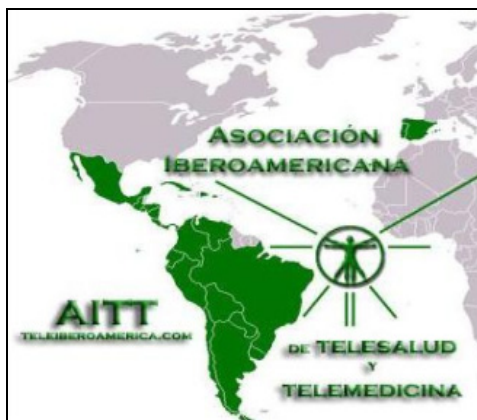 ASOCIACIÓN
IBEROAMERICANA
AITT
TELEIBEROAMERICA.COM
DE TELESALUD
Y
TELEMEDICINA